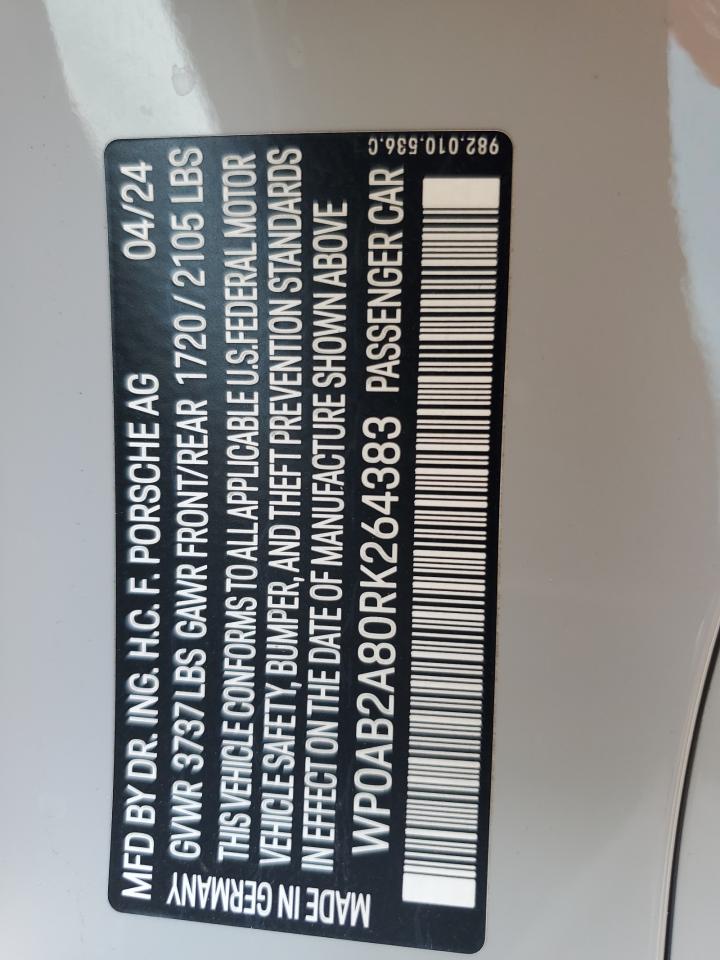 MFD BY DR. ING. H.C. F. PORSCHE AG 04/24
GVWR 3737 LBS GAWR FRONT/REAR 1720 / 2105 LBS
THIS VEHICLE CONFORMS TO ALL APPLICABLE U.S. FEDERAL MOTOR
VEHICLE SAFETY, BUMPER, AND THEFT PREVENTION STANDARDS
IN EFFECT ON THE DATE OF MANUFACTURE SHOWN ABOVE
WP0AB2A80RK264383 PASSENGER CAR
MADE IN GERMANY
982.010.536.C